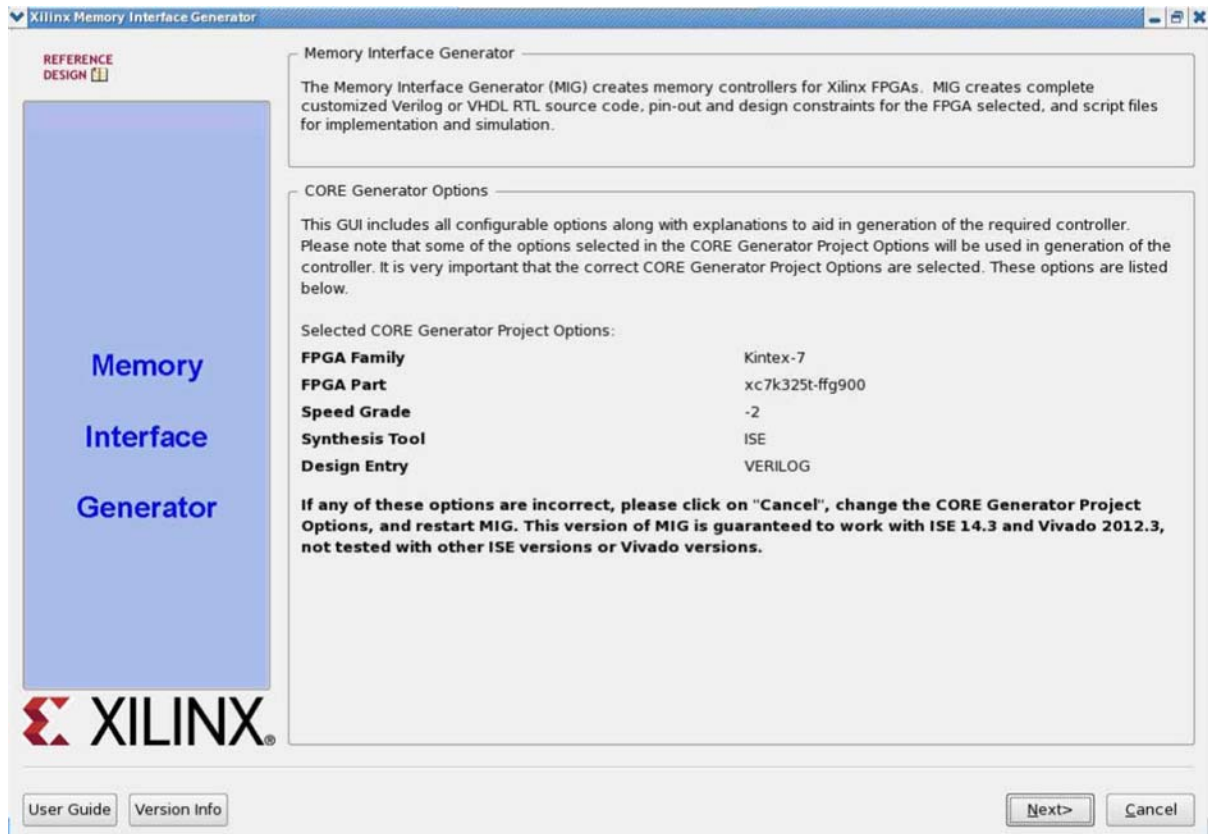 Xilinx Memory Interface Generator
REFERENCE
DESIGN
Memory
Interface
Generator
XILINX®
Memory Interface Generator
The Memory Interface Generator (MIG) creates memory controllers for Xilinx FPGAs. MIG creates complete
customized Verilog or VHDL RTL source code, pin-out and design constraints for the FPGA selected, and script files
for implementation and simulation.
CORE Generator Options
This GUI includes all configurable options along with explanations to aid in generation of the required controller.
Please note that some of the options selected in the CORE Generator Project Options will be used in generation of the
controller. It is very important that the correct CORE Generator Project Options are selected. These options are listed
below.
Selected CORE Generator Project Options:
FPGA Family Kintex-7
FPGA Part xc7k325t-ffg900
Speed Grade -2
Synthesis Tool ISE
Design Entry VERILOG
If any of these options are incorrect, please click on "Cancel", change the CORE Generator Project
Options, and restart MIG. This version of MIG is guaranteed to work with ISE 14.3 and Vivado 2012.3,
not tested with other ISE versions or Vivado versions.
User Guide Version Info Next> Cancel